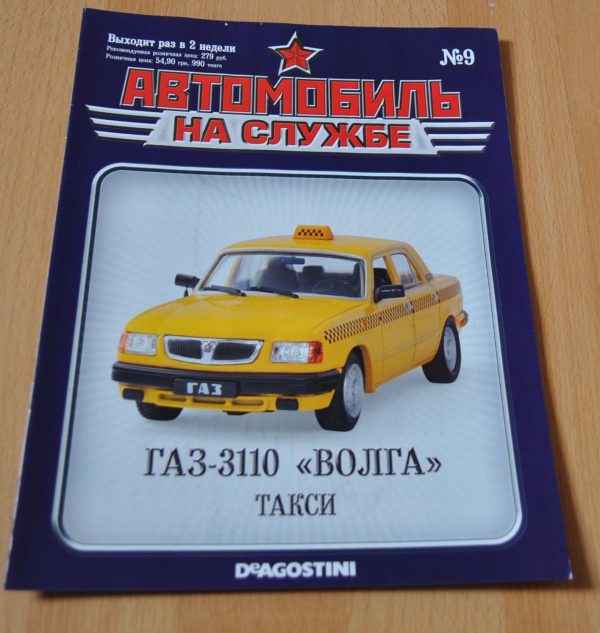 Выходит раз в 2 недели
Рекомендуемая розничная цена: 279 руб.
Розничная цена: 54,90 грн, 990 тенге
№9
АВТОМОБИЛЬ
НА СЛУЖБЕ
ГАЗ
ГАЗ-3110 «ВОЛГА»
ТАКСИ
DeAGOSTINI